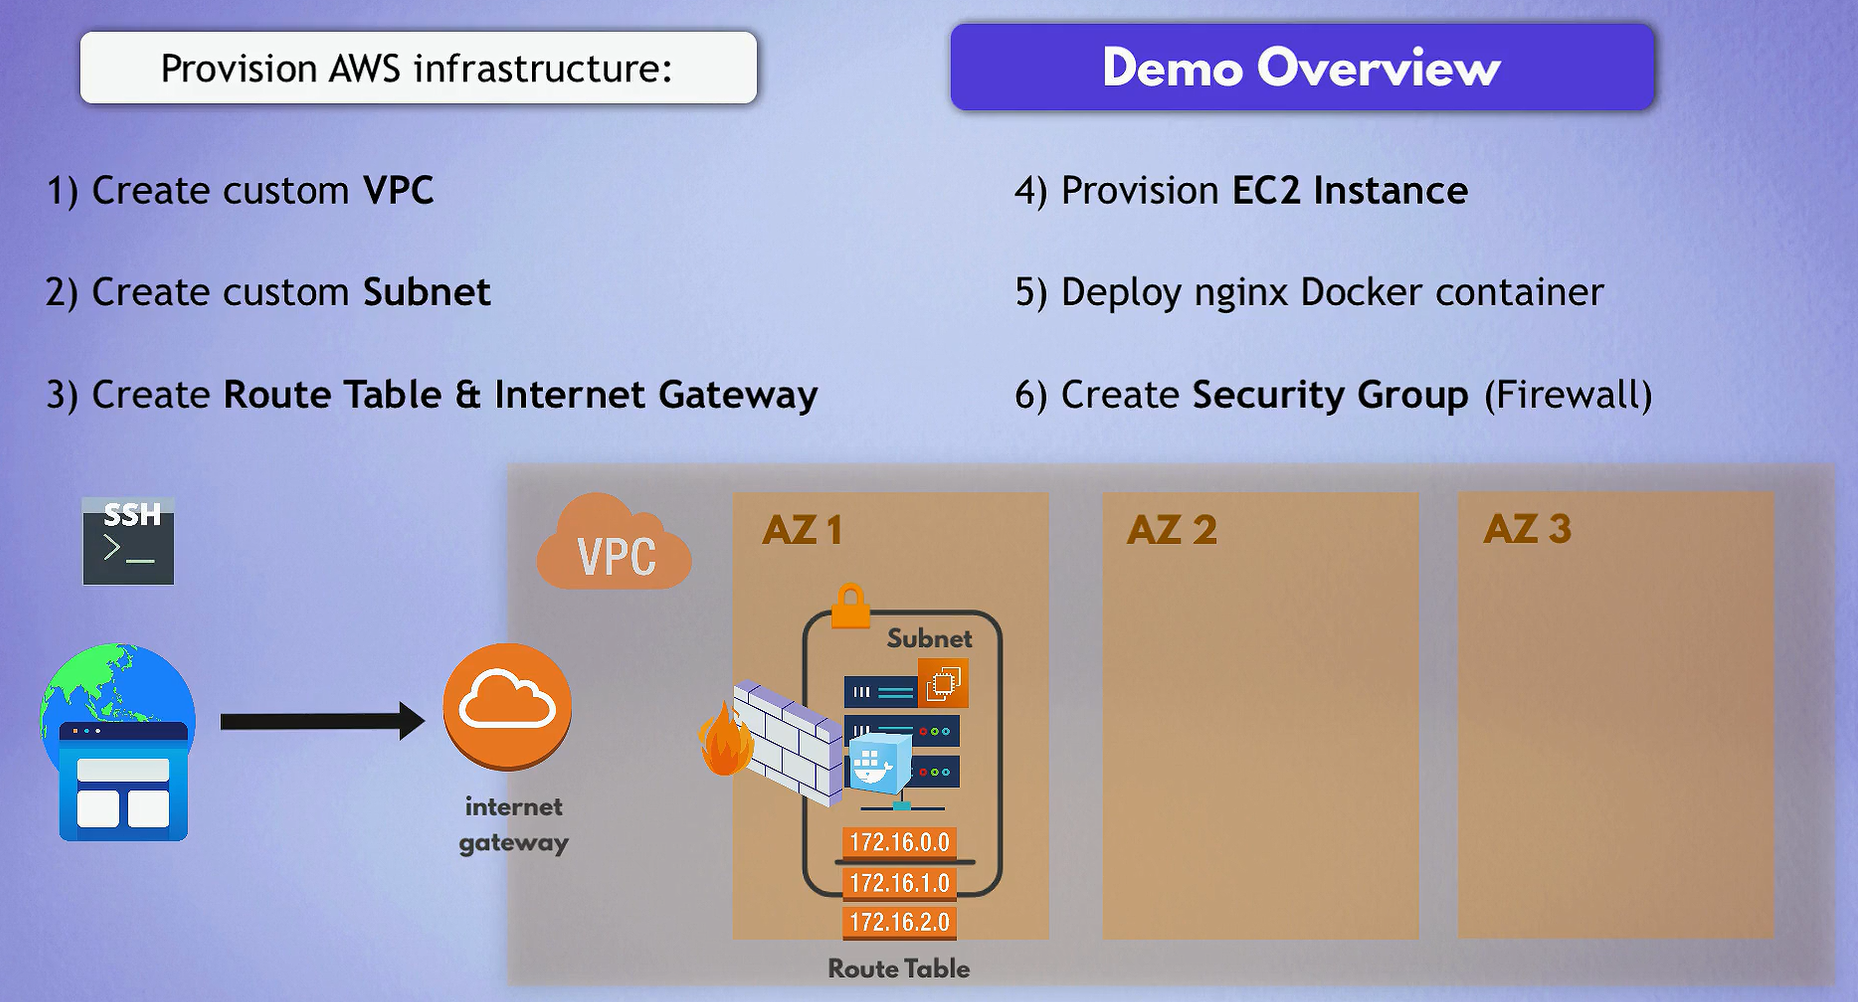 Provision AWS infrastructure:
Demo Overview
1) Create custom VPC
2) Create custom Subnet
3) Create Route Table & Internet Gateway
4) Provision EC2 Instance
5) Deploy nginx Docker container
6) Create Security Group (Firewall)
SSH
>_
VPC
AZ 1
AZ 2
AZ 3
Subnet
internet
gateway
172.16.0.0
172.16.1.0
172.16.2.0
Route Table